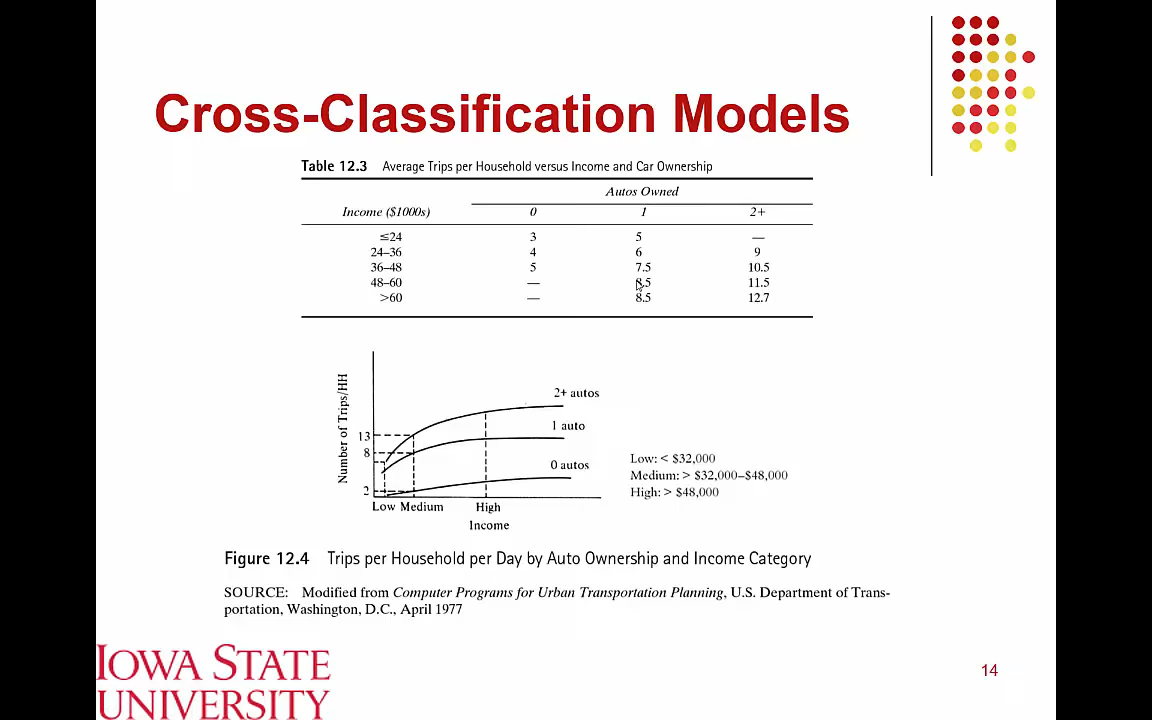 Cross-Classification Models
Table 12.3 Average Trips per Household versus Income and Car Ownership
Autos Owned
Income ($1000s) 0 1 2+
≤24 3 5 —
24–36 4 6 9
36–48 5 7.5 10.5
48–60 — 8.5 11.5
>60 — 8.5 12.7
Number of Trips/HH
2+ autos
1 auto
13
8
0 autos
2
Low Medium High
Income
Low: < $32,000
Medium: > $32,000–$48,000
High: > $48,000
Figure 12.4 Trips per Household per Day by Auto Ownership and Income Category
SOURCE: Modified from Computer Programs for Urban Transportation Planning, U.S. Department of Trans-
portation, Washington, D.C., April 1977
IOWA STATE
UNIVERSITY
14